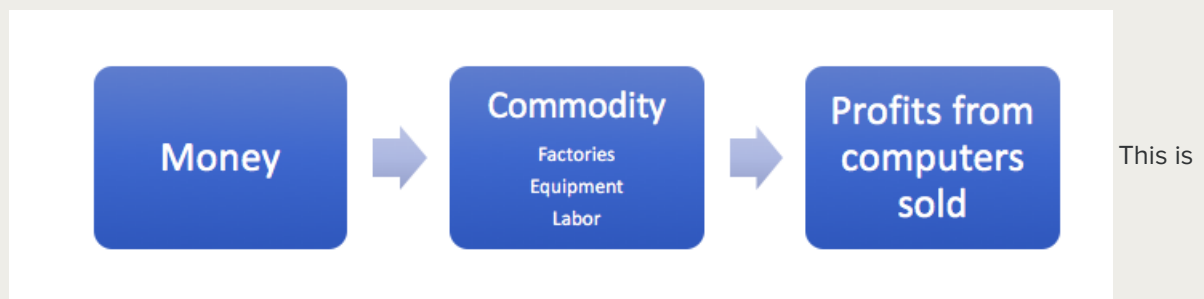 Money
Commodity
Factories
Equipment
Labor
Profits from
computers
sold
This is